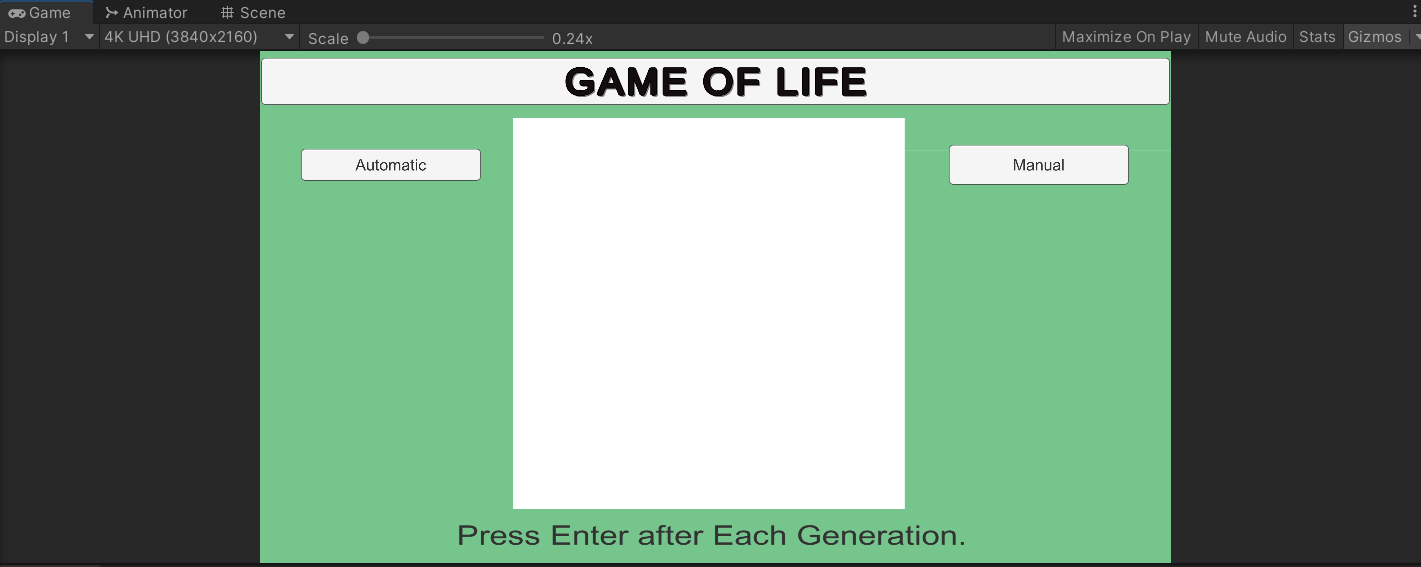 Game Animator Scene
Display 1 4K UHD (3840x2160) Scale 0.24x Maximize On Play Mute Audio Stats Gizmos
GAME OF LIFE
Automatic Manual
Press Enter after Each Generation.